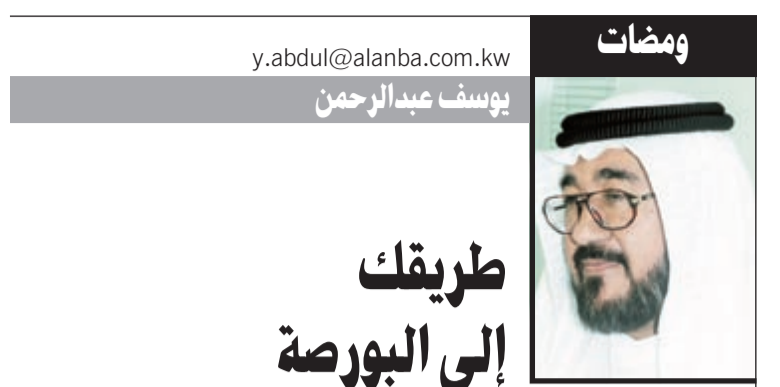 ومضات
y.abdul@alanba.com.kw
يوسف عبدالرحمن
طريقك
إلى البورصة